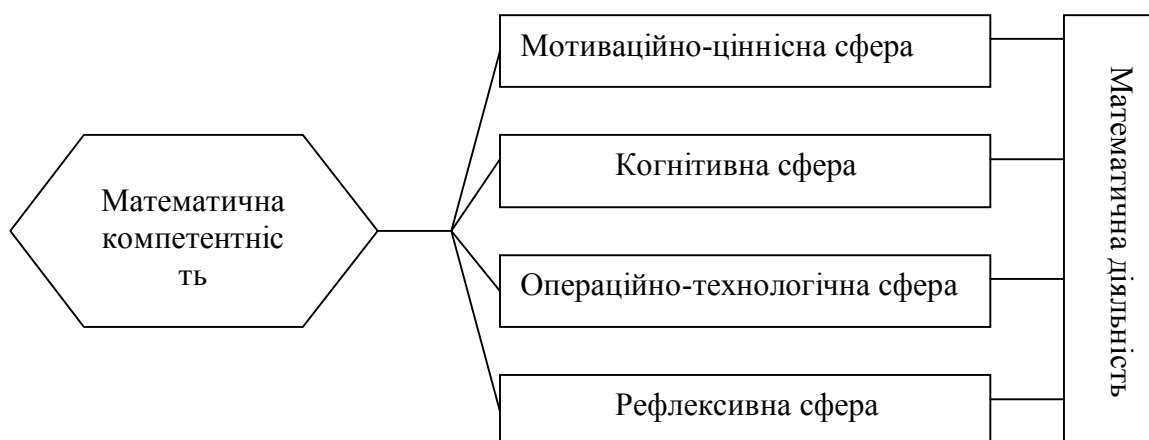 Мотиваційно-ціннісна сфера
Когнітивна сфера
Математична
компетентніс
ть
Операційно-технологічна сфера
Рефлексивна сфера
Математична діяльність